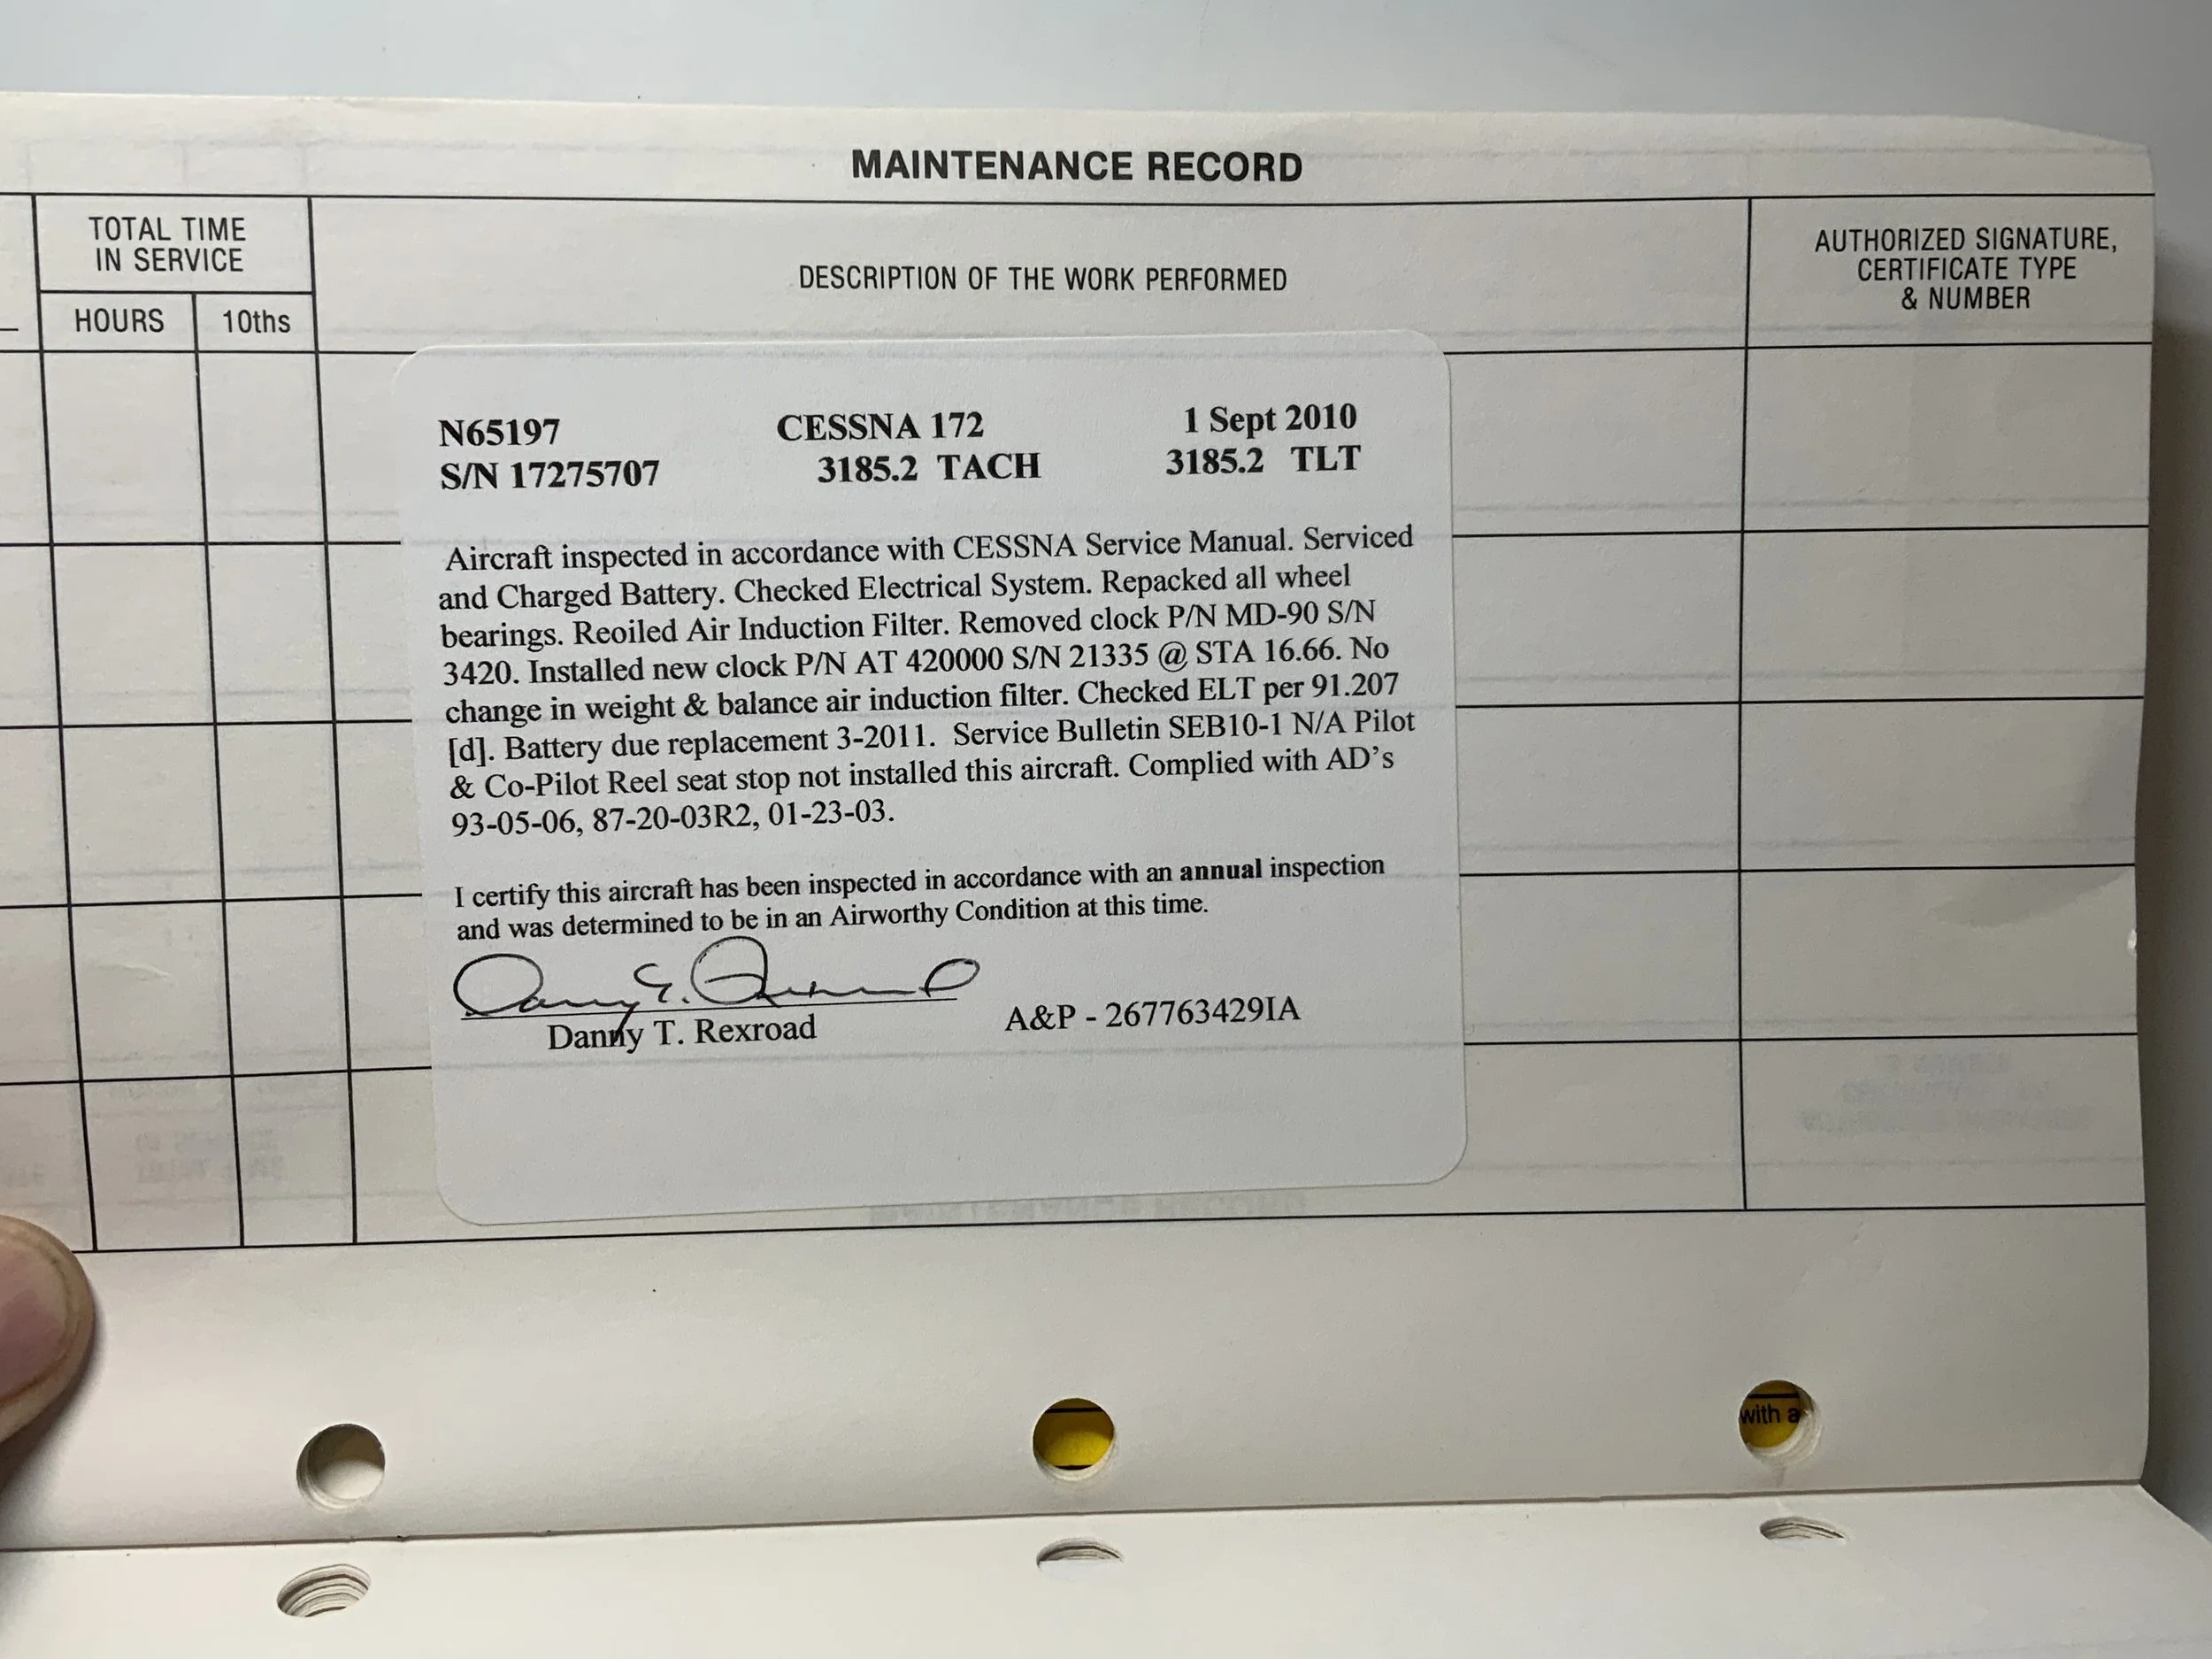 MAINTENANCE RECORD
TOTAL TIME
IN SERVICE
HOURS
10ths
DESCRIPTION OF THE WORK PERFORMED
AUTHORIZED SIGNATURE,
CERTIFICATE TYPE
& NUMBER
N65197 CESSNA 172 1 Sept 2010
S/N 17275707 3185.2 TACH 3185.2 TLT
Aircraft inspected in accordance with CESSNA Service Manual. Serviced
and Charged Battery. Checked Electrical System. Repacked all wheel
bearings. Reoiled Air Induction Filter. Removed clock P/N MD-90 S/N
3420. Installed new clock P/N AT 420000 S/N 21335 @ STA 16.66. No
change in weight & balance air induction filter. Checked ELT per 91.207
[d]. Battery due replacement 3-2011. Service Bulletin SEB10-1 N/A Pilot
& Co-Pilot Reel seat stop not installed this aircraft. Complied with AD’s
93-05-06, 87-20-03R2, 01-23-03.
I certify this aircraft has been inspected in accordance with an annual inspection
and was determined to be in an Airworthy Condition at this time.
Danny T. Rexroad A&P - 267763429IA
with a